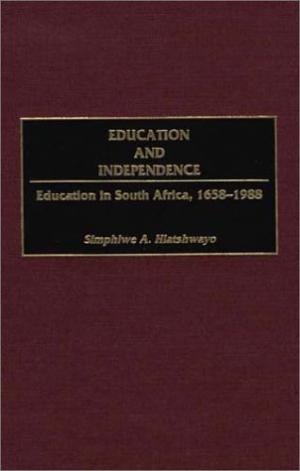 EDUCATION
AND
INDEPENDENCE
Education in South Africa, 1658–1988
Simphiwe A. Hlatshwayo